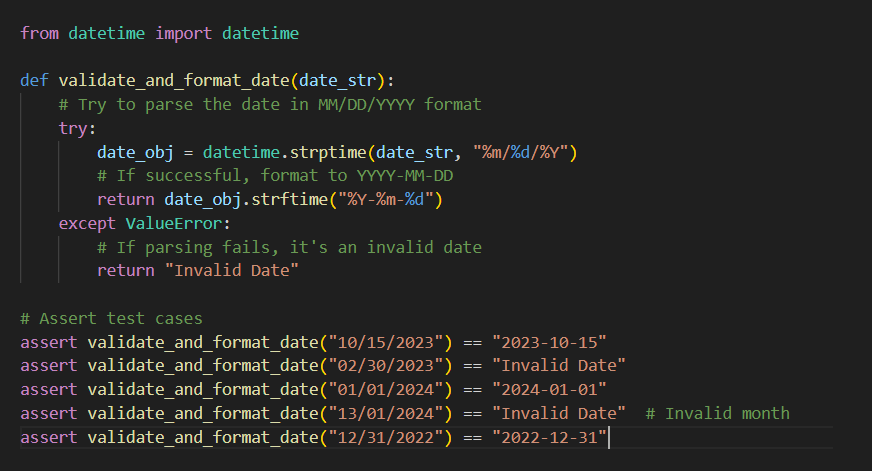 from datetime import datetime

def validate_and_format_date(date_str):
    # Try to parse the date in MM/DD/YYYY format
    try:
        date_obj = datetime.strptime(date_str, "%m/%d/%Y")
        # If successful, format to YYYY-MM-DD
        return date_obj.strftime("%Y-%m-%d")
    except ValueError:
        # If parsing fails, it's an invalid date
        return "Invalid Date"

# Assert test cases
assert validate_and_format_date("10/15/2023") == "2023-10-15"
assert validate_and_format_date("02/30/2023") == "Invalid Date"
assert validate_and_format_date("01/01/2024") == "2024-01-01"
assert validate_and_format_date("13/01/2024") == "Invalid Date"  # Invalid month
assert validate_and_format_date("12/31/2022") == "2022-12-31"